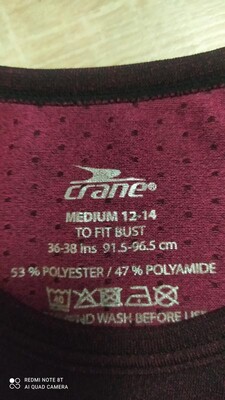 crane®
MEDIUM 12-14
TO FIT BUST
36-38 ins 91.5-96.5 cm
53 % POLYESTER / 47 % POLYAMIDE
40
WASH BEFORE
REDMI NOTE 8T
AI QUAD CAMERA